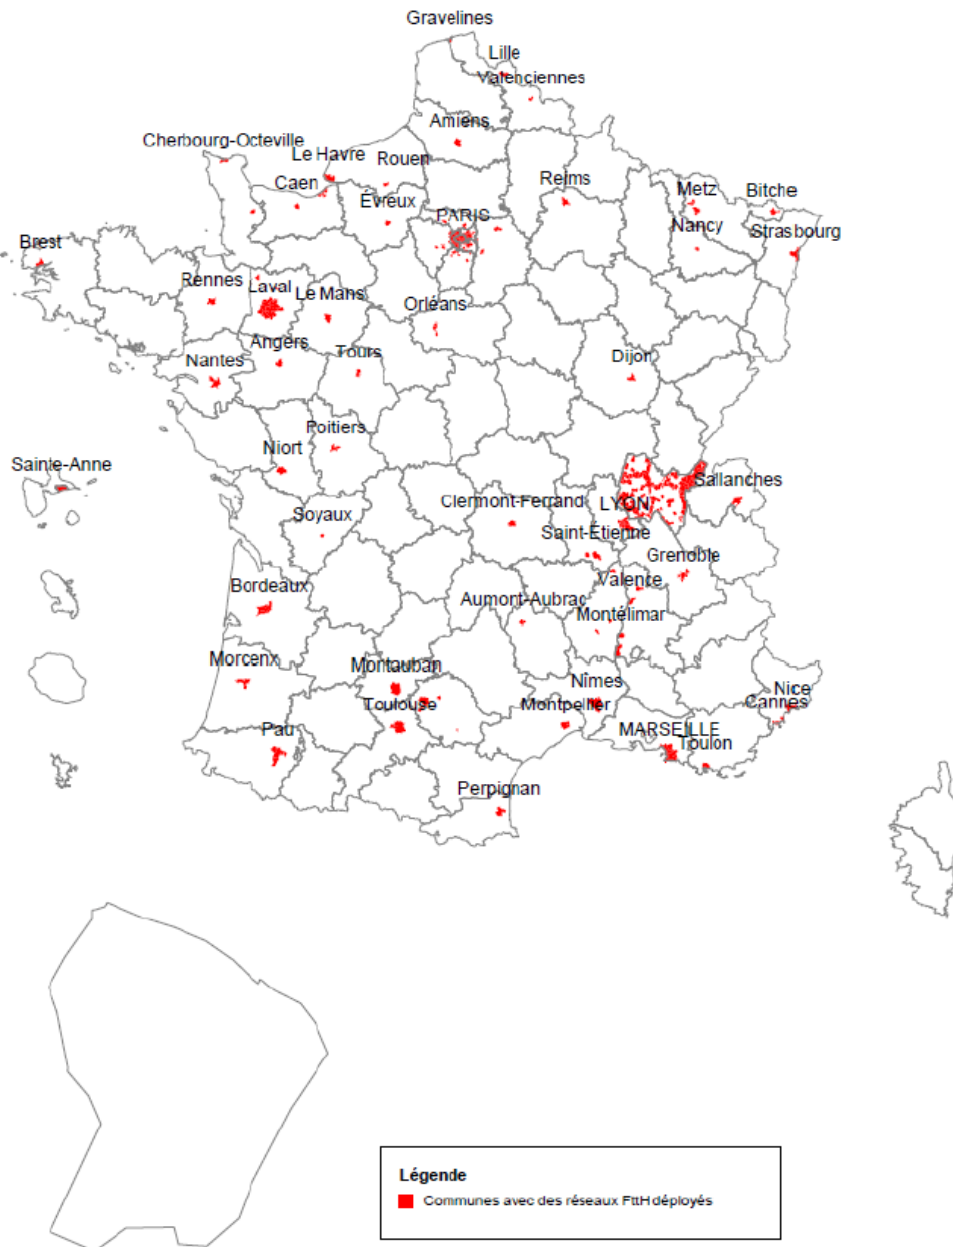 Gravelines
Lille
Valenciennes
Amiens
Cherbourg-Octeville
Le Havre
Rouen
Caen
Reims
Metz
Bitche
Évreux
PARIS
Nancy
Strasbourg
Brest
Rennes
Laval
Le Mans
Orléans
Angers
Tours
Nantes
Dijon
Poitiers
Niort
Sainte-Anne
Sallanches
Clermont-Ferrand
LYON
Soyaux
Saint-Étienne
Grenoble
Valence
Bordeaux
Aumont-Aubrac
Montélimar
Morcenx
Montauban
Nîmes
Nice
Cannes
Toulouse
Montpellier
Pau
MARSEILLE
Toulon
Perpignan
Légende
Communes avec des réseaux FttH déployés